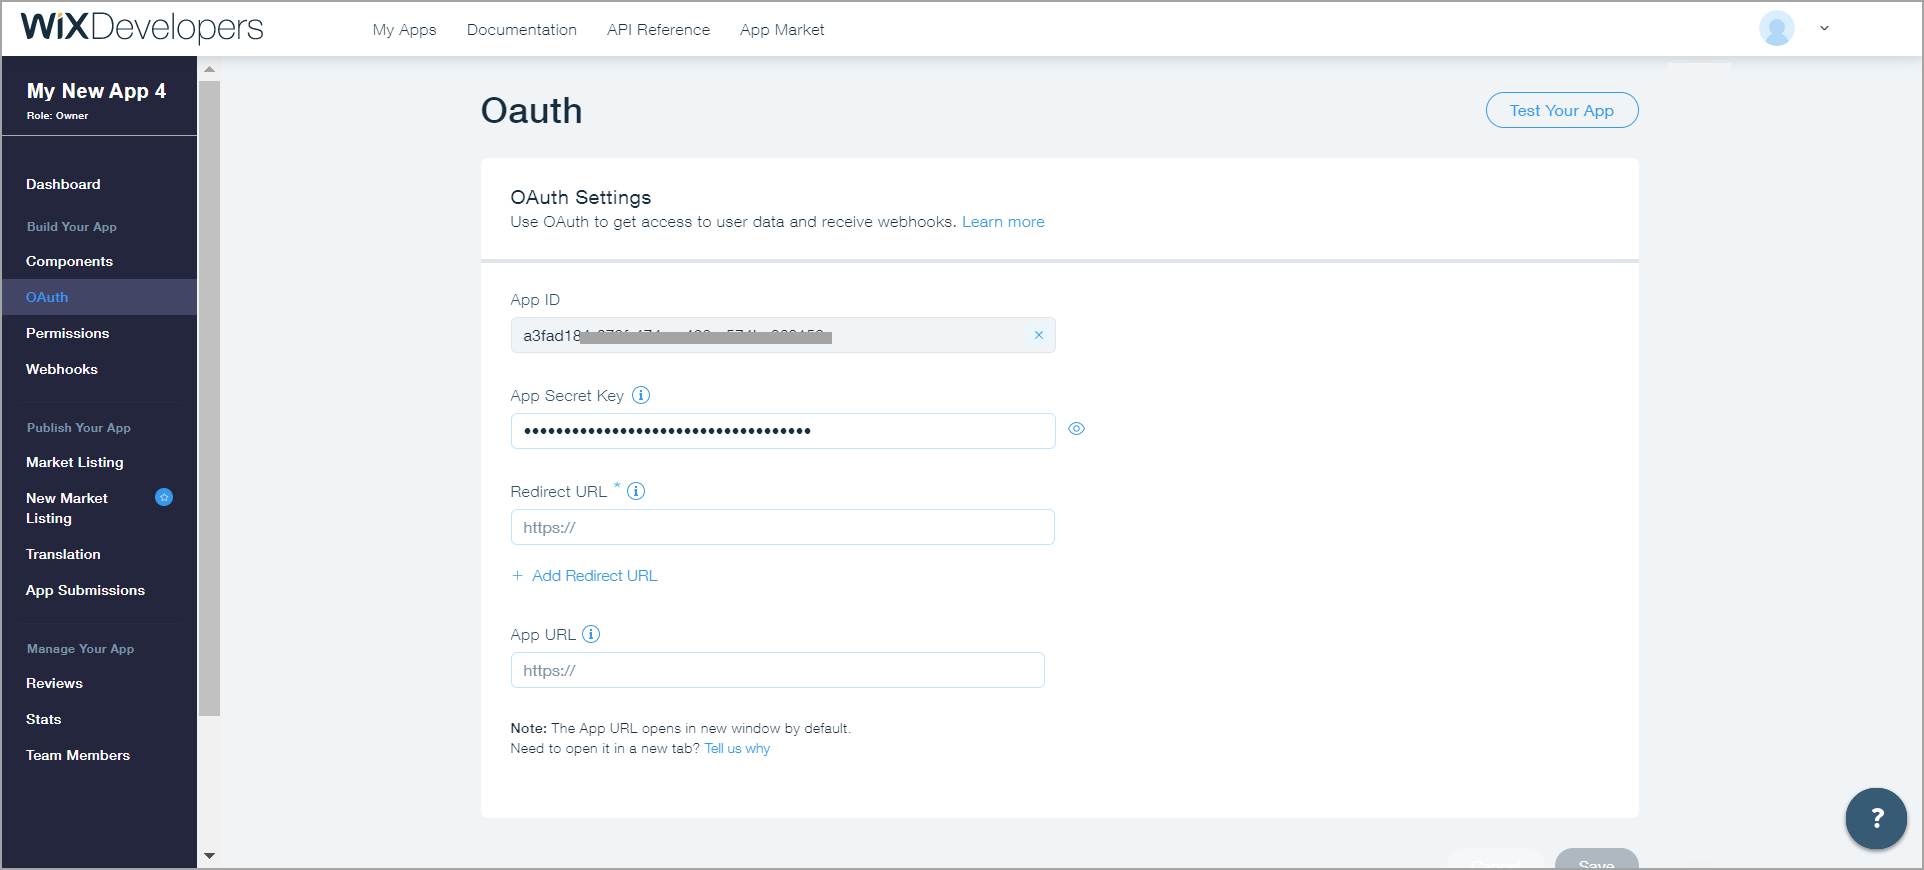 WiXDevelopers
My Apps Documentation API Reference App Market
My New App 4
Role: Owner
Dashboard
Build Your App
Components
OAuth
Permissions
Webhooks
Publish Your App
Market Listing
New Market
Listing
Translation
App Submissions
Manage Your App
Reviews
Stats
Team Members
Oauth
Test Your App
OAuth Settings
Use OAuth to get access to user data and receive webhooks. Learn more
App ID
a3fad18
App Secret Key
Redirect URL *
https://
+ Add Redirect URL
App URL
https://
Note: The App URL opens in new window by default.
Need to open it in a new tab? Tell us why
?
Cancel Save